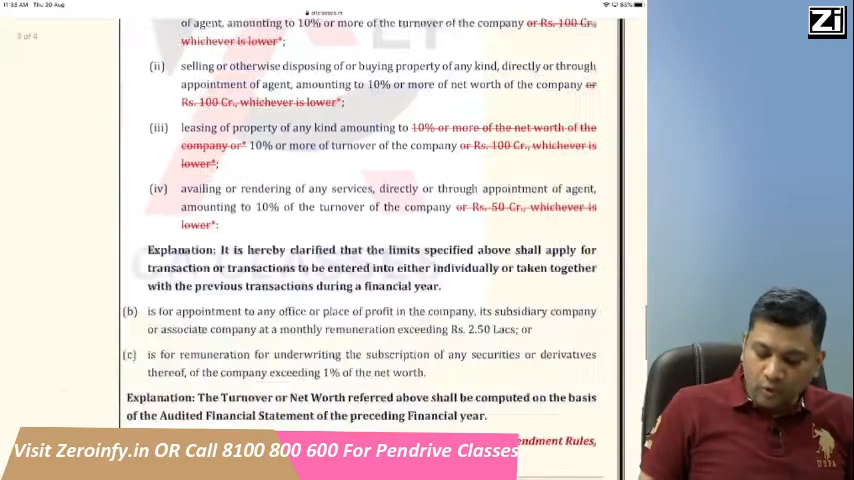 11:33 AM Thu 20 Aug
altclasses.in
83%
3 of 4
Zi
of agent, amounting to 10% or more of the turnover of the company or Rs. 100 Cr.,
whichever is lower*;
(ii) selling or otherwise disposing of or buying property of any kind, directly or through
appointment of agent, amounting to 10% or more of net worth of the company or
Rs. 100 Cr., whichever is lower*;
(iii) leasing of property of any kind amounting to 10% or more of the net worth of the
company or* 10% or more of turnover of the company or Rs. 100 Cr., whichever is
lower*;
(iv) availing or rendering of any services, directly or through appointment of agent,
amounting to 10% of the turnover of the company or Rs. 50 Cr., whichever is
lower*:
Explanation: It is hereby clarified that the limits specified above shall apply for
transaction or transactions to be entered into either individually or taken together
with the previous transactions during a financial year.
(b) is for appointment to any office or place of profit in the company, its subsidiary company
or associate company at a monthly remuneration exceeding Rs. 2.50 Lacs; or
(c) is for remuneration for underwriting the subscription of any securities or derivatives
thereof, of the company exceeding 1% of the net worth.
Explanation: The Turnover or Net Worth referred above shall be computed on the basis
of the Audited Financial Statement of the preceding Financial year.
endment Rules,
Visit Zeroinfy.in OR Call 8100 800 600 For Pendrive Classes